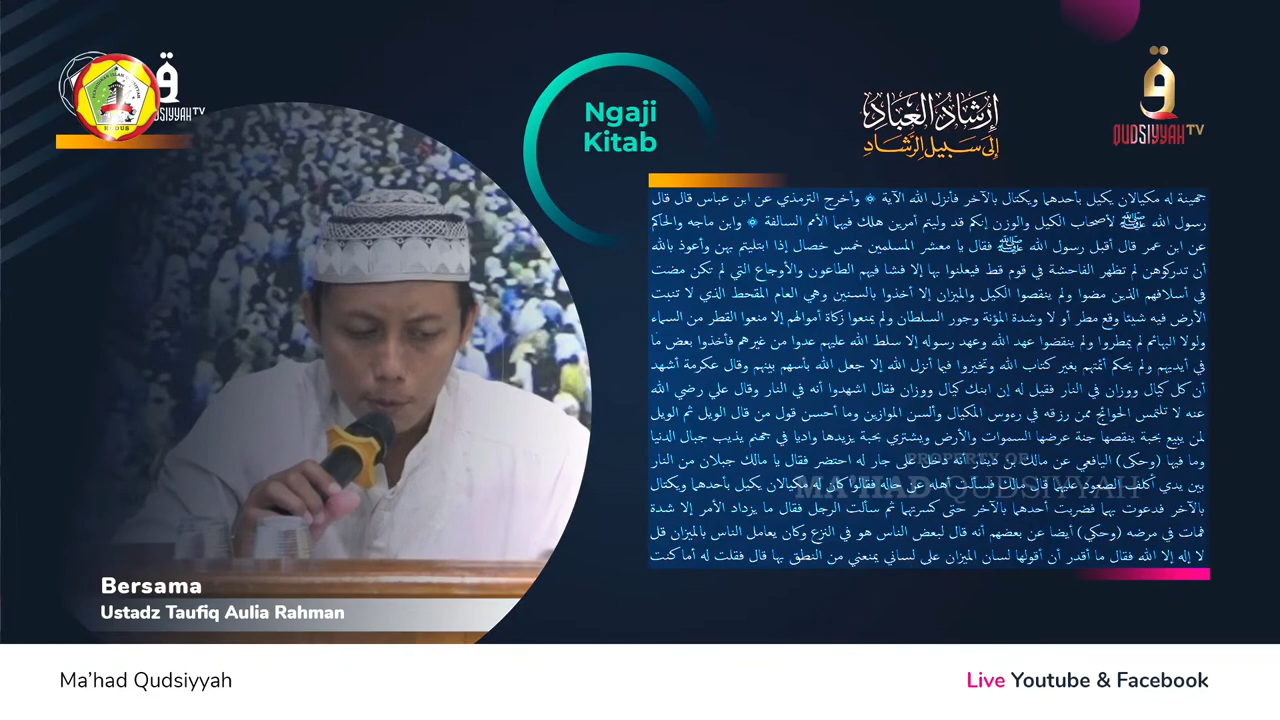 QUDSIYYAH TV
KUDUS
Ngaji
Kitab
إرشاد العباد
إلى سبيل الرشاد
QUDSIYYAH TV
جهينة له مكيالان يكيل بأحدهما ويكتال بالآخر فأنزل الله الآية وأخرج الترمذي عن ابن عباس قال قال
رسول الله ﷺ لأصحاب الكيل والوزن إنكم قد وليتم أمرين هلك فيهما الأمم السالفة وابن ماجه والحاكم
عن ابن عمر قال أقبل رسول الله ﷺ فقال يا معشر المسلمين خمس خصال إذا ابتليتم بهن وأعوذ بالله
أن تدركوهن لم تظهر الفاحشة في قوم قط فيعلنوا بها إلا فشا فيهم الطاعون والأوجاع التي لم تكن مضت
في أسلافهم الذين مضوا ولم ينقصوا الكيل والميزان إلا أخذوا بالسنين وهي العام المقحط الذي لا تنبت
الأرض فيه شيئا وقع مطر أو لا وشدة المؤنة وجور السلطان ولم يمنعوا زكاة أموالهم إلا منعوا القطر من السماء
ولولا البهائم لم يمطروا ولم ينقضوا عهد الله وعهد رسوله إلا سلط الله عليهم عدوا من غيرهم فأخذوا بعض ما
في أيديهم ولم يحكم أئمتهم بغير كتاب الله وتخيروا فيما أنزل الله إلا جعل الله بأسهم بينهم وقال عكرمة أشهد
أن كل كيال ووزان في النار فقيل له إن ابنك كيال ووزان فقال اشهدوا أنه في النار وقال علي رضي الله
عنه لا تلتمس الحوائج ممن رزقه في رءوس المكيال وألسن الموازين وما أحسن قول من قال الويل ثم الويل
لمن يبيع بحبة ينقصها جنة عرضها السموات والأرض ويشتري بحبة يزيدها واديا في جهنم يذيب جبال الدنيا
وما فيها (وحكى) اليافعي عن مالك بن دينار أنه دخل على جار له احتضر فقال يا مالك جبلان من النار
بين يدي أكلف الصعود عليهما قال مالك فسألت أهله عن حاله فقالوا كان له مكيالان يكيل بأحدهما ويكتال
بالآخر فدعوت بهما فضربت أحدهما بالآخر حتى كسرتهما ثم سألت الرجل فقال ما يزداد الأمر إلا شدة
فمات في مرضه (وحكي) أيضا عن بعضهم أنه قال لبعض الناس هو في النزع وكان يعامل الناس بالميزان قل
لا إله إلا الله فقال ما أقدر أن أقولها لسان الميزان على لساني يمنعني من النطق بها قال فقلت له أما كنت
PROPERTY OF
MA'HAD QUDSIYYAH
Bersama
Ustadz Taufiq Aulia Rahman
Ma'had Qudsiyyah
Live Youtube & Facebook